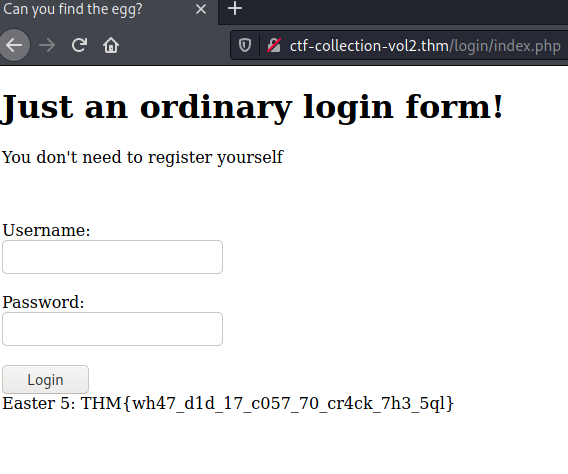 Can you find the egg?
ctf-collection-vol2.thm/login/index.php
Just an ordinary login form!
You don't need to register yourself
Username:
Password:
Login
Easter 5: THM{wh47_d1d_17_c057_70_cr4ck_7h3_5ql}